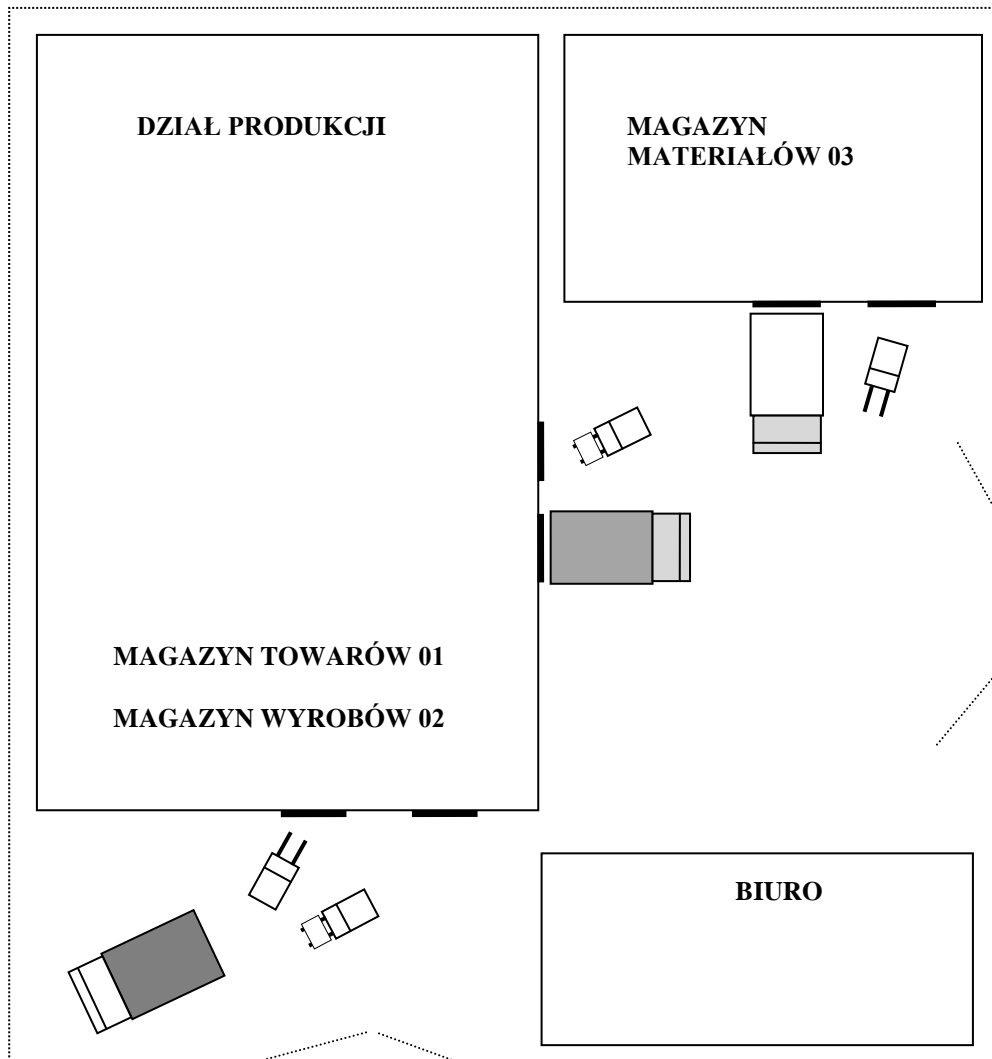 DZIAŁ PRODUKCJI
MAGAZYN
MATERIAŁÓW 03
MAGAZYN TOWARÓW 01
MAGAZYN WYROBÓW 02
BIURO